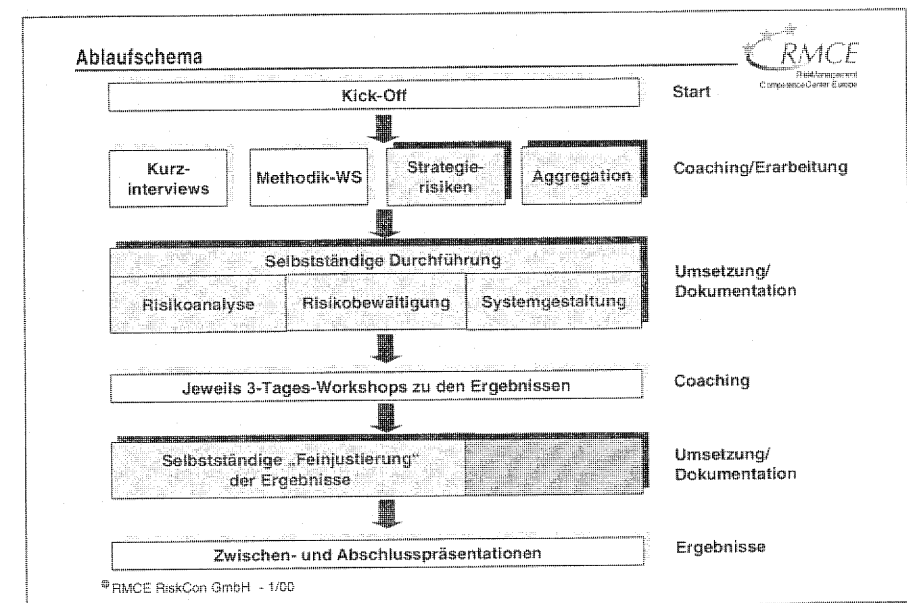 Ablaufschema
RMCE
RiskManagement
CompetenceCenter Europe
Kick-Off
Start
Kurz-
interviews
Methodik-WS
Strategie-
risiken
Aggregation
Coaching/Erarbeitung
Selbstständige Durchführung
Risikoanalyse
Risikobewältigung
Systemgestaltung
Umsetzung/
Dokumentation
Jeweils 3-Tages-Workshops zu den Ergebnissen
Coaching
Selbstständige „Feinjustierung“
der Ergebnisse
Umsetzung/
Dokumentation
Zwischen- und Abschlusspräsentationen
Ergebnisse
© RMCE RiskCon GmbH - 1/00